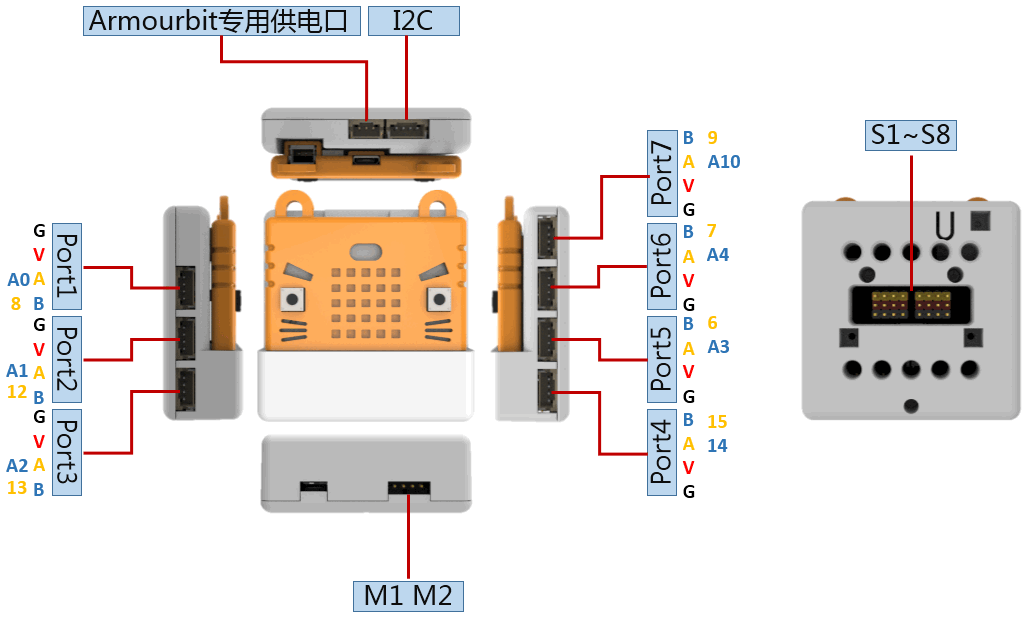 Armourbit专用供电口
I2C
Port7
B 9
A A10
V
G
Port6
B 7
A A4
V
G
Port5
B 6
A A3
V
G
Port4
B 15
A 14
V
G
S1~S8
U
G
V
A0 A
8 B
Port1
G
V
A1 A
12 B
Port2
G
V
A2 A
13 B
Port3
M1 M2